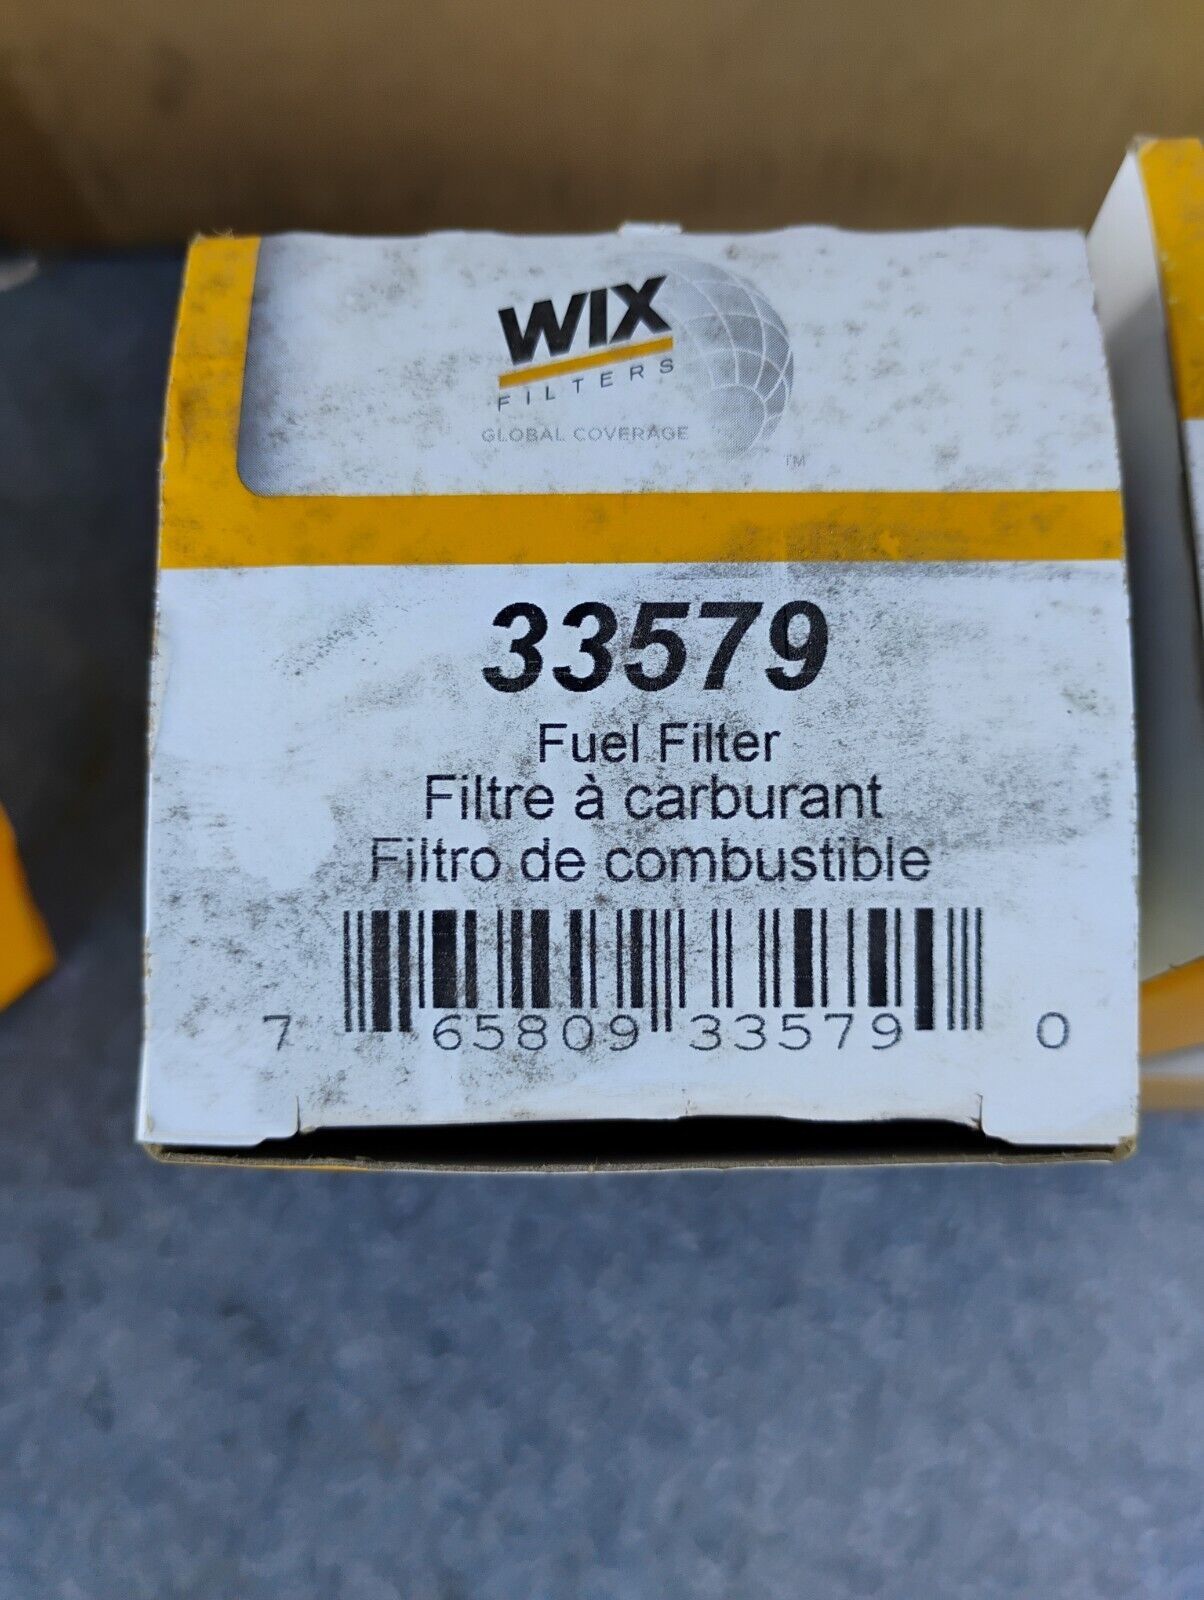 WIX
FILTERS
GLOBAL COVERAGE
TM
33579
Fuel Filter
Filtre à carburant
Filtro de combustible
7 65809 33579 0